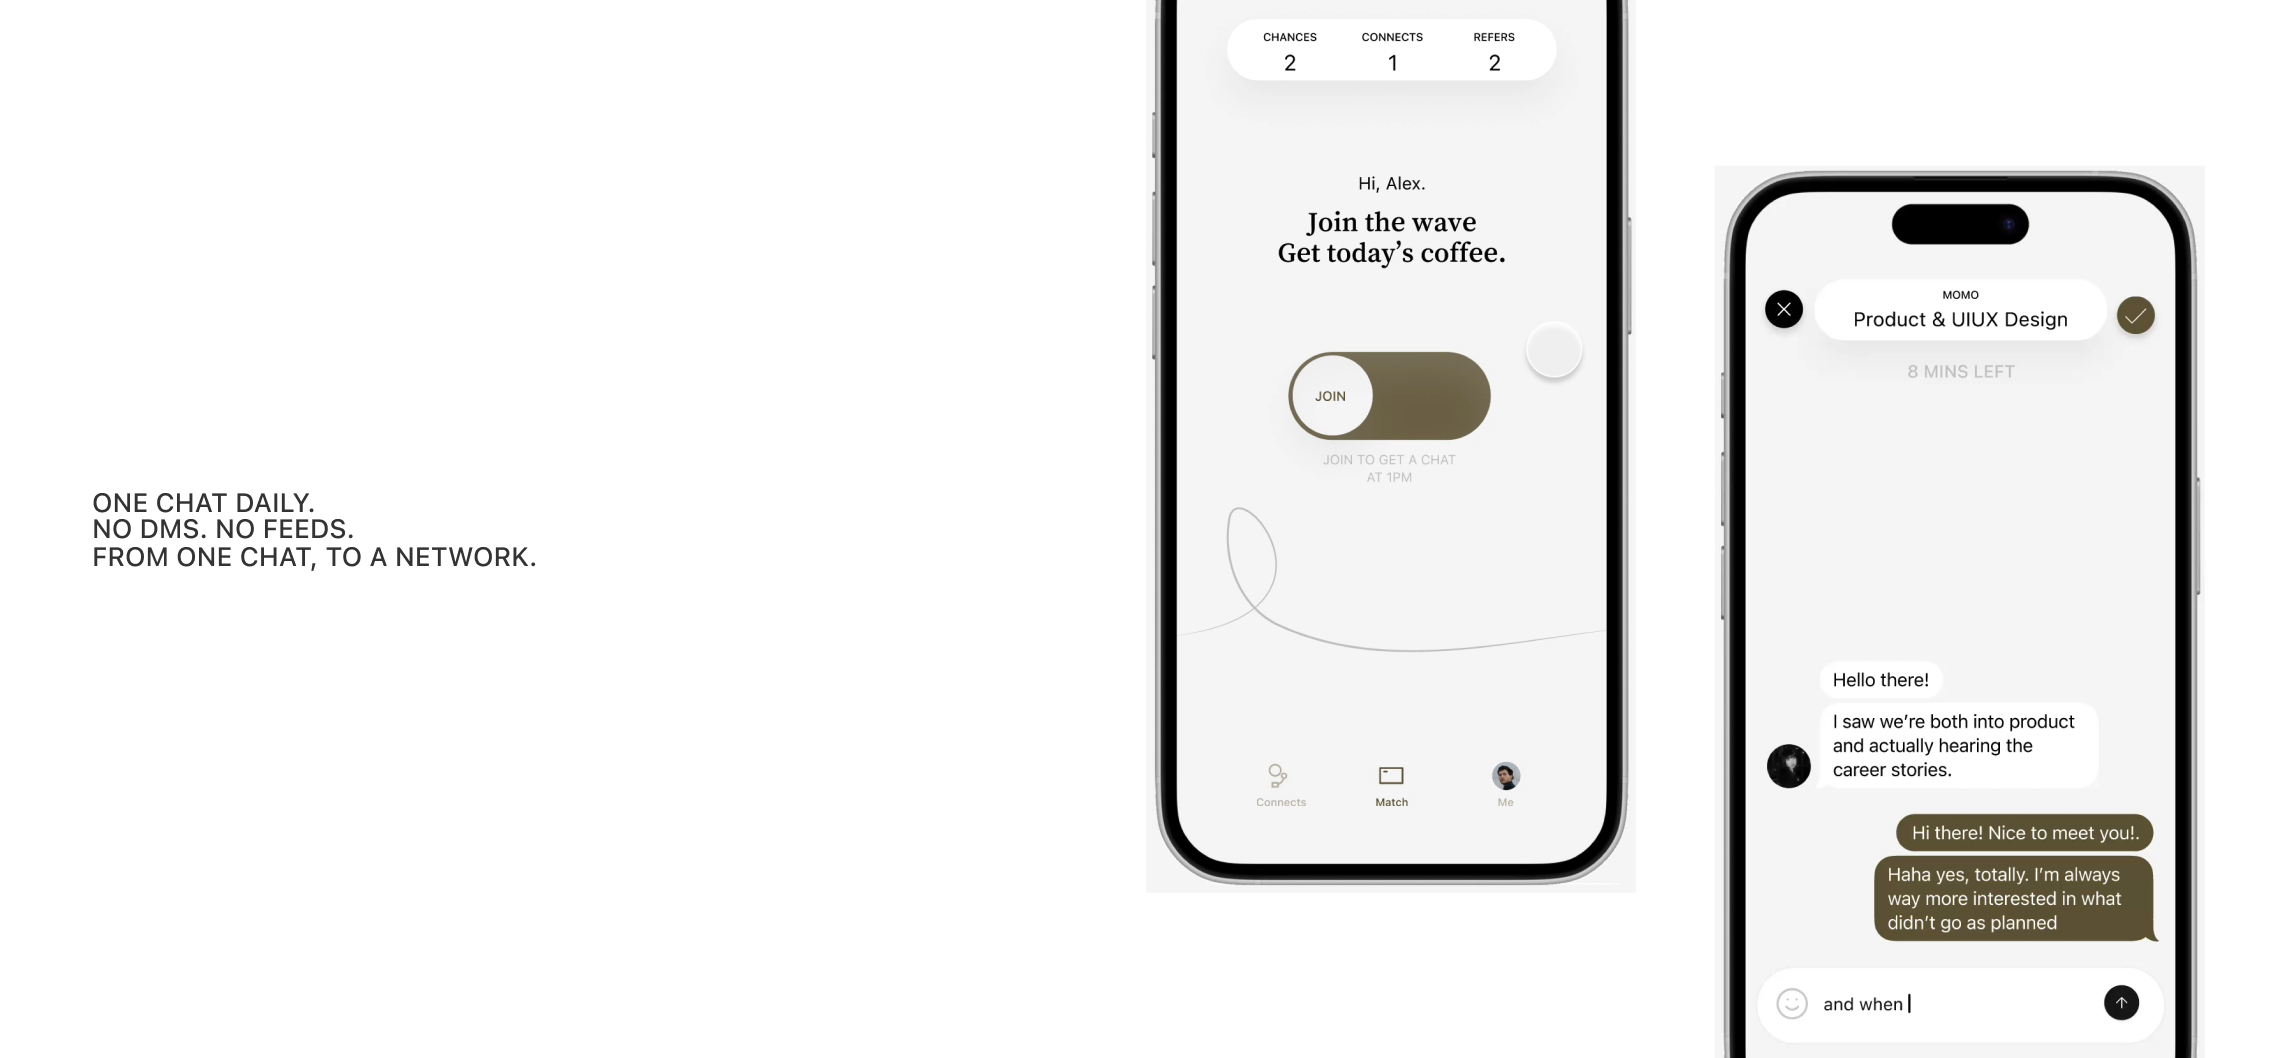 ONE CHAT DAILY.
NO DMS. NO FEEDS.
FROM ONE CHAT, TO A NETWORK.
CHANCES CONNECTS REFERS
2 1 2
Hi, Alex.
Join the wave
Get today’s coffee.
JOIN
JOIN TO GET A CHAT
AT 1PM
Connects Match Me
MOMO
Product & UIUX Design
8 MINS LEFT
Hello there!
I saw we’re both into product
and actually hearing the
career stories.
Hi there! Nice to meet you!.
Haha yes, totally. I’m always
way more interested in what
didn’t go as planned
and when